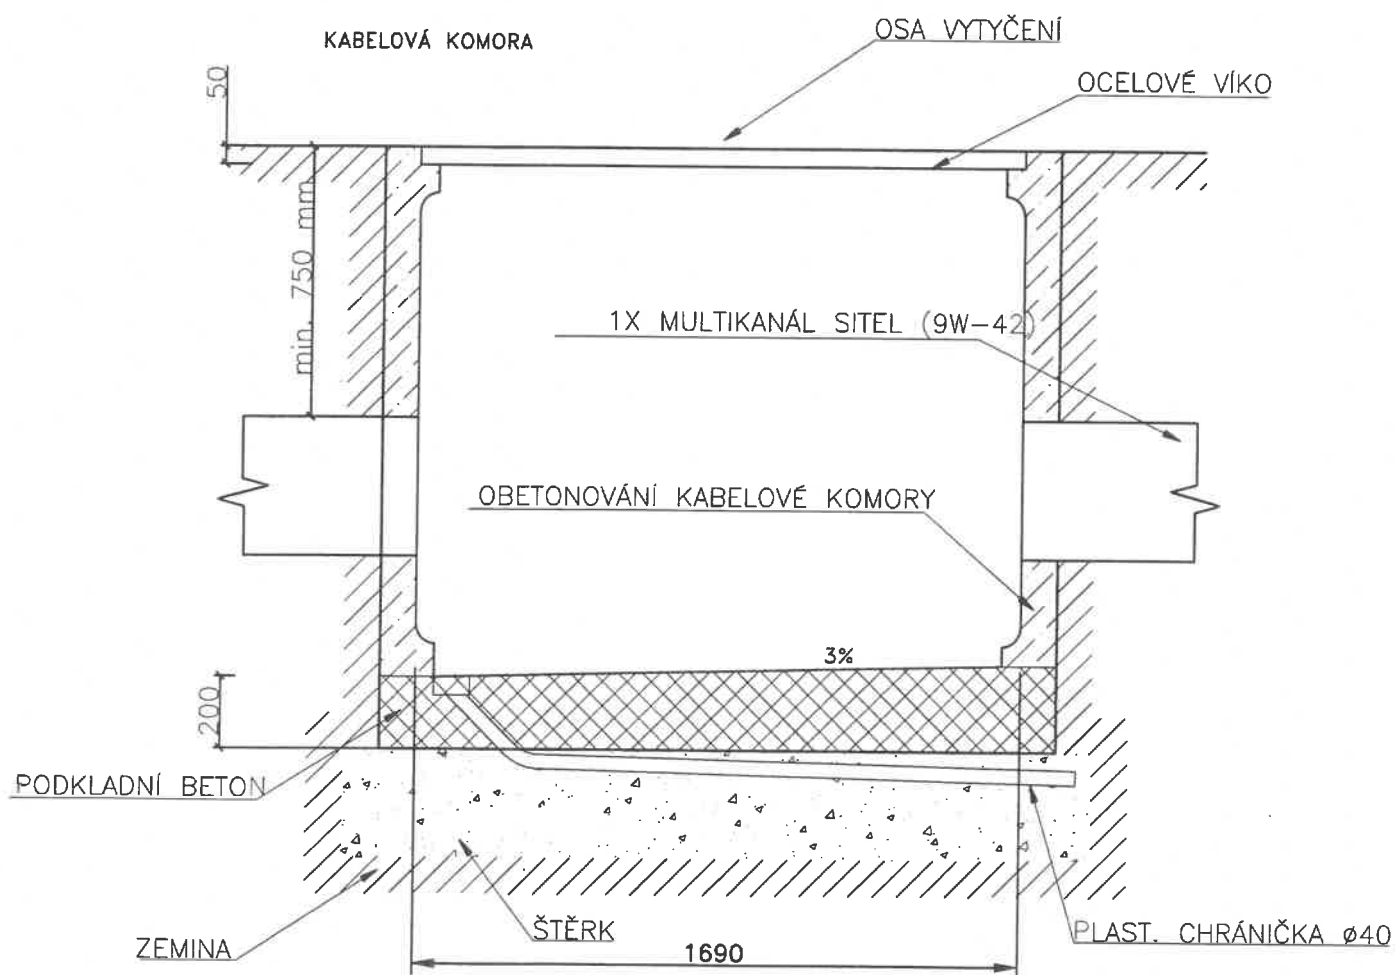 KABELOVÁ KOMORA
OSA VYTYČENÍ
OCELOVÉ VÍKO
50
min. 750 mm
1X MULTIKANÁL SITEL (9W-42)
OBETONOVÁNÍ KABELOVÉ KOMORY
3%
200
PODKLADNÍ BETON
ŠTĚRK
ZEMINA
1690
PLAST. CHRÁNIČKA ø40